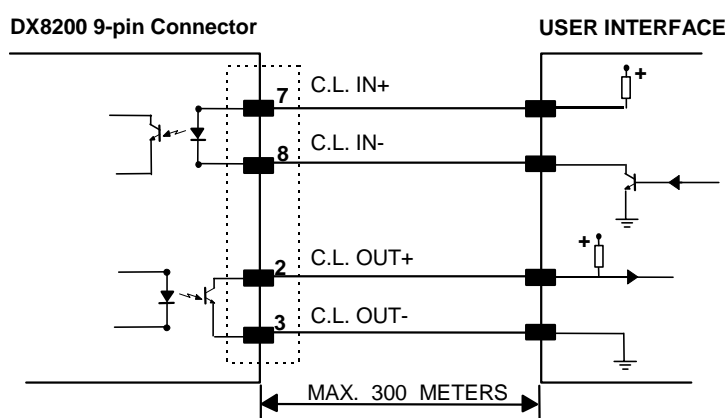 DX8200 9-pin Connector
USER INTERFACE
7
C.L. IN+
+
8
C.L. IN-
2
C.L. OUT+
+
3
C.L. OUT-
MAX. 300 METERS